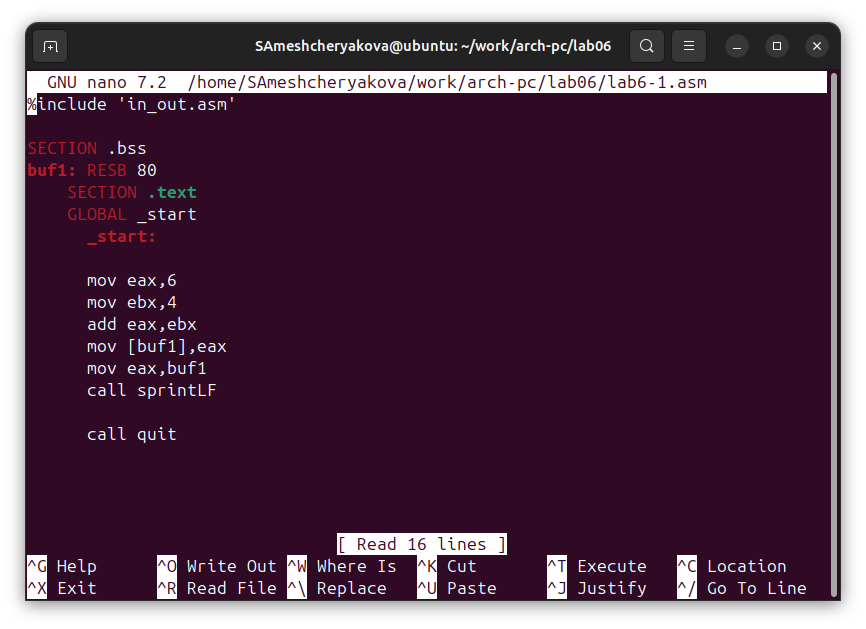 SAmeshcheryakova@ubuntu: ~/work/arch-pc/lab06
GNU nano 7.2  /home/SAmeshcheryakova/work/arch-pc/lab06/lab6-1.asm
%include 'in_out.asm'

SECTION .bss
buf1: RESB 80
    SECTION .text
    GLOBAL _start
      _start:

      mov eax,6
      mov ebx,4
      add eax,ebx
      mov [buf1],eax
      mov eax,buf1
      call sprintLF

      call quit

[ Read 16 lines ]
^G Help ^O Write Out ^W Where Is ^K Cut ^T Execute ^C Location
^X Exit ^R Read File ^\ Replace ^U Paste ^J Justify ^/ Go To Line